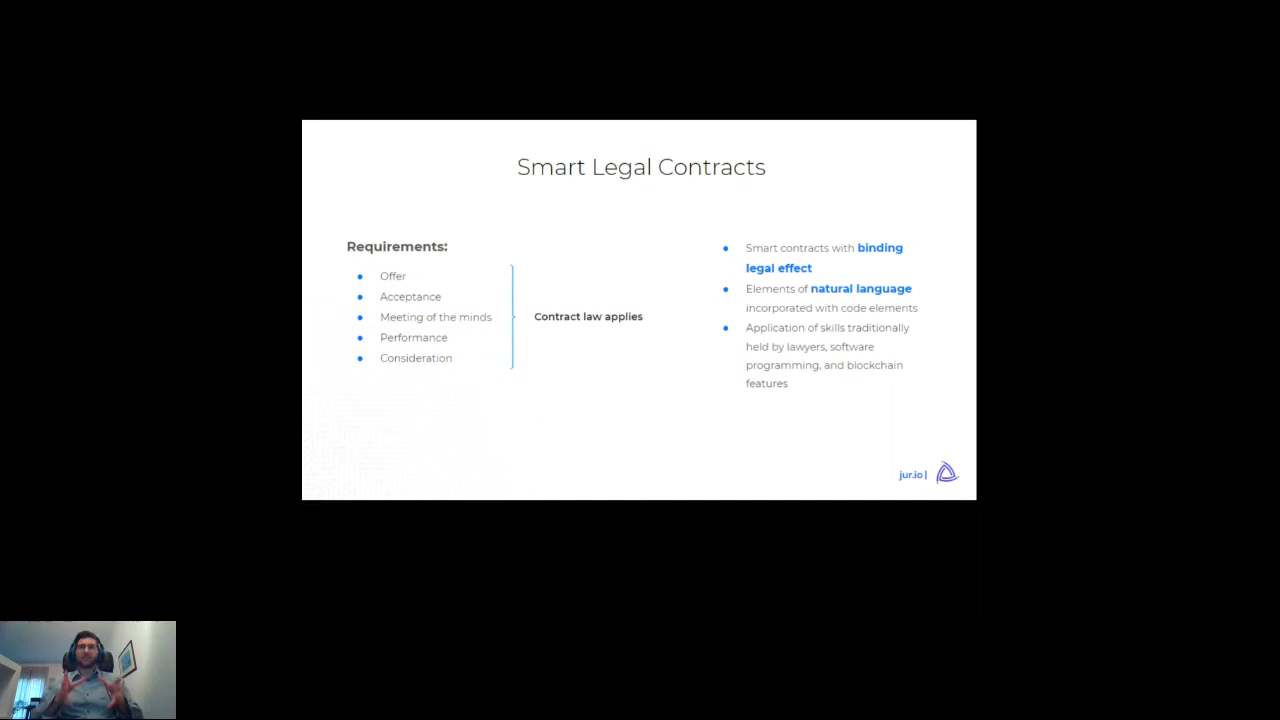 Smart Legal Contracts
Requirements:
Offer
Acceptance
Meeting of the minds
Performance
Consideration
Contract law applies
Smart contracts with binding
legal effect
Elements of natural language
incorporated with code elements
Application of skills traditionally
held by lawyers, software
programming, and blockchain
features
jur.io |